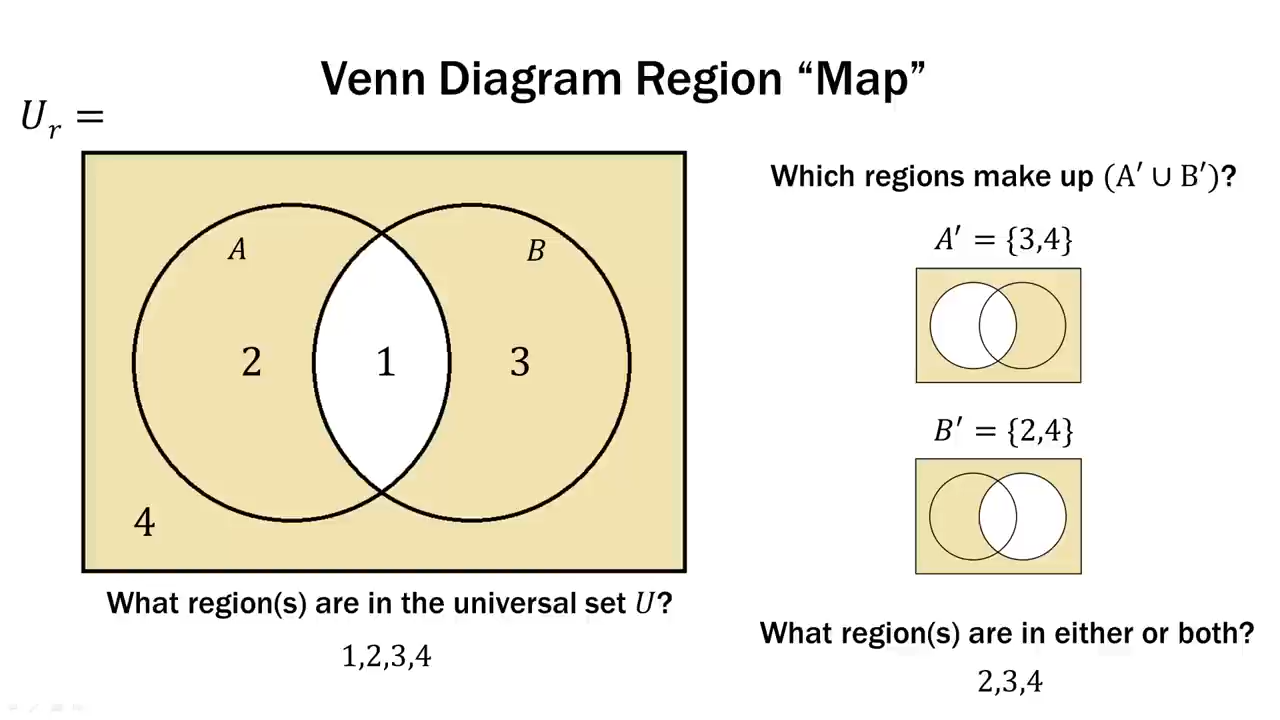 Venn Diagram Region “Map”
𝑈ᵣ =
A
B
2
1
3
4
What region(s) are in the universal set 𝑈?
1,2,3,4
Which regions make up (A′ ∪ B′)?
𝐴′ = {3,4}
𝐵′ = {2,4}
What region(s) are in either or both?
2,3,4